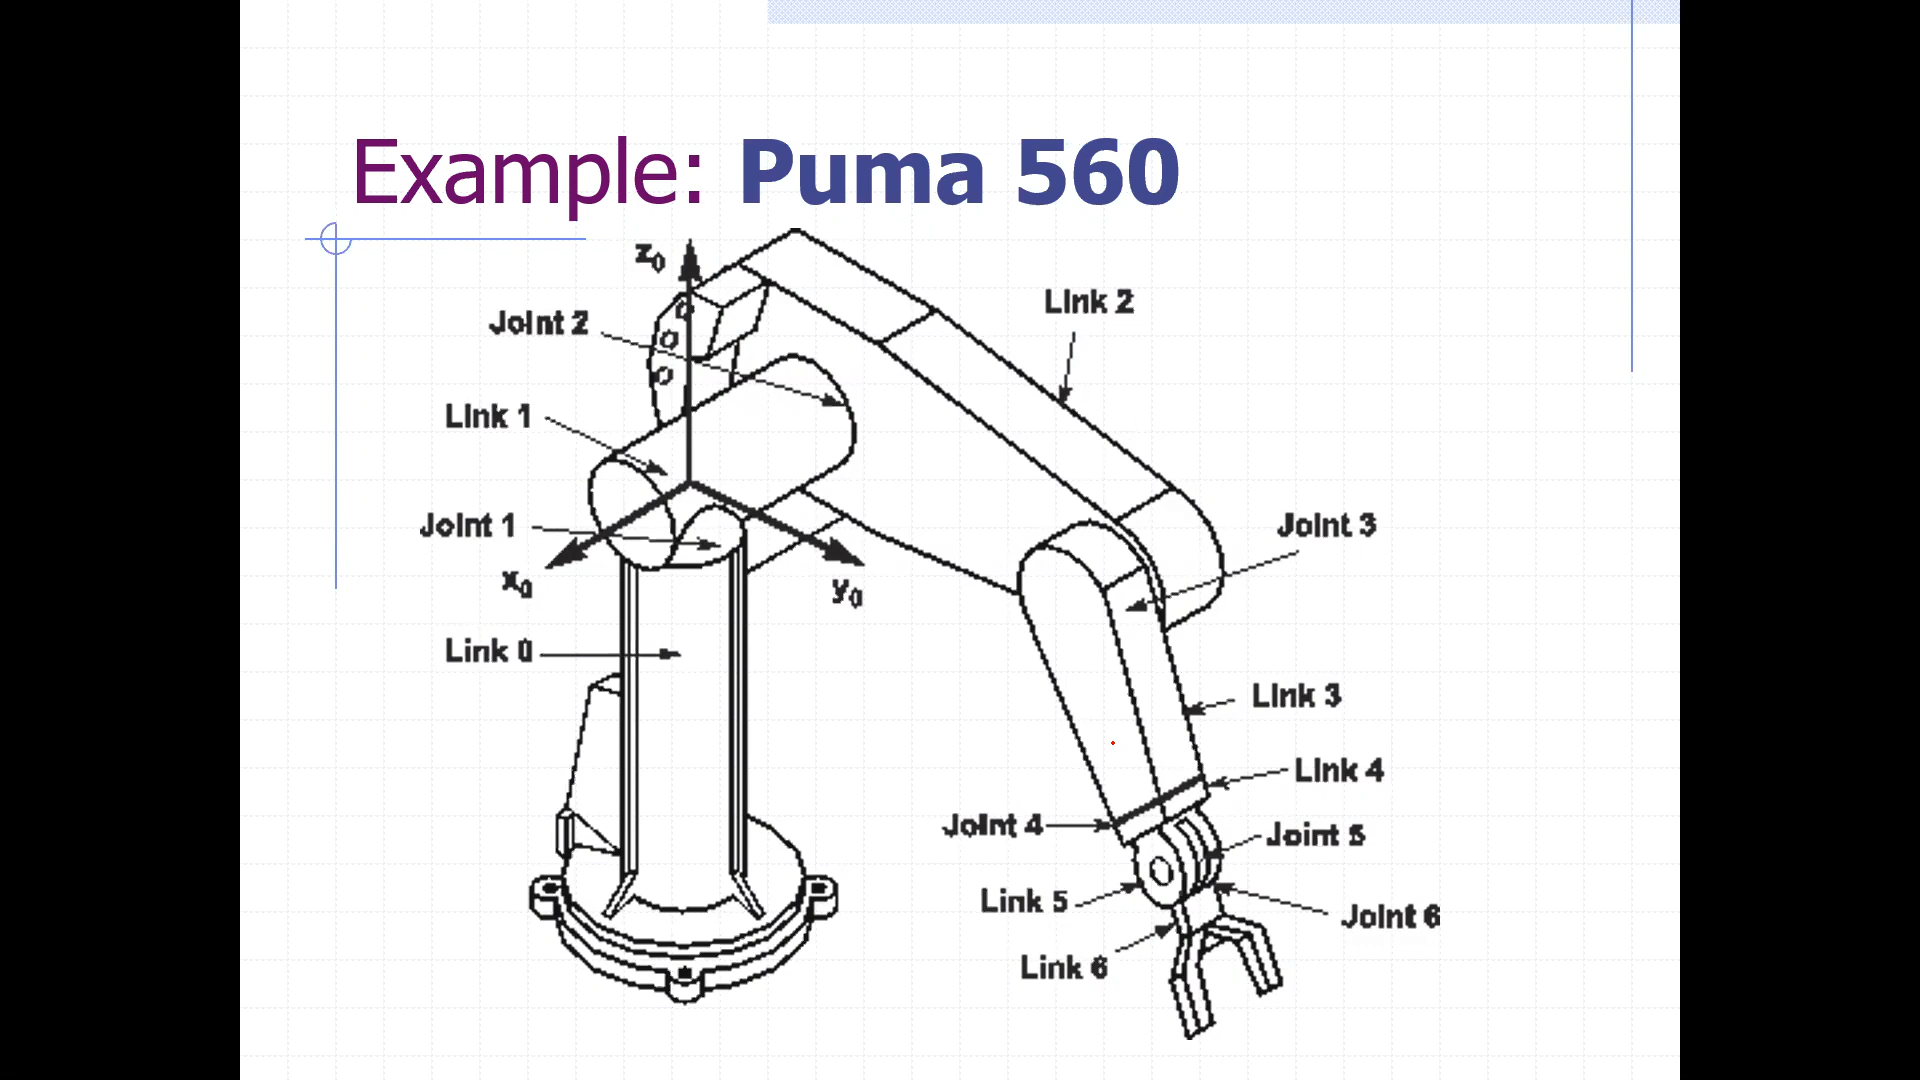 Example: Puma 560
z0
Link 2
Joint 2
Link 1
Joint 1
Joint 3
x0
y0
Link 0
Link 3
Link 4
Joint 4
Joint 5
Link 5
Joint 6
Link 6